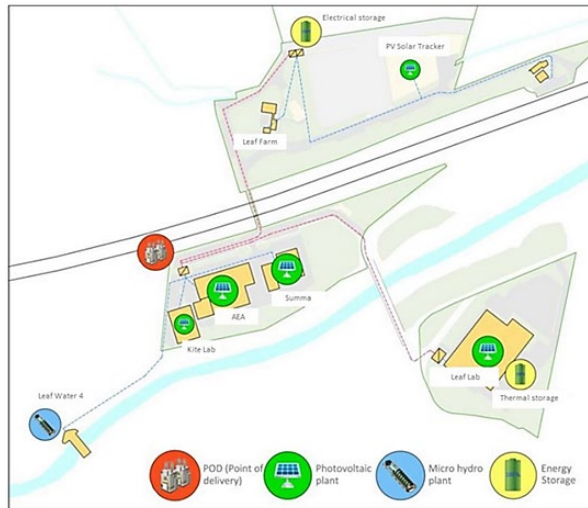 Electrical storage
PV Solar Tracker
Leaf Farm
Summa
AEA
Kite Lab
Leaf Lab
Leaf Water 4
Thermal storage
POD (Point of
delivery)
Photovoltaic
plant
Micro hydro
plant
Energy
Storage